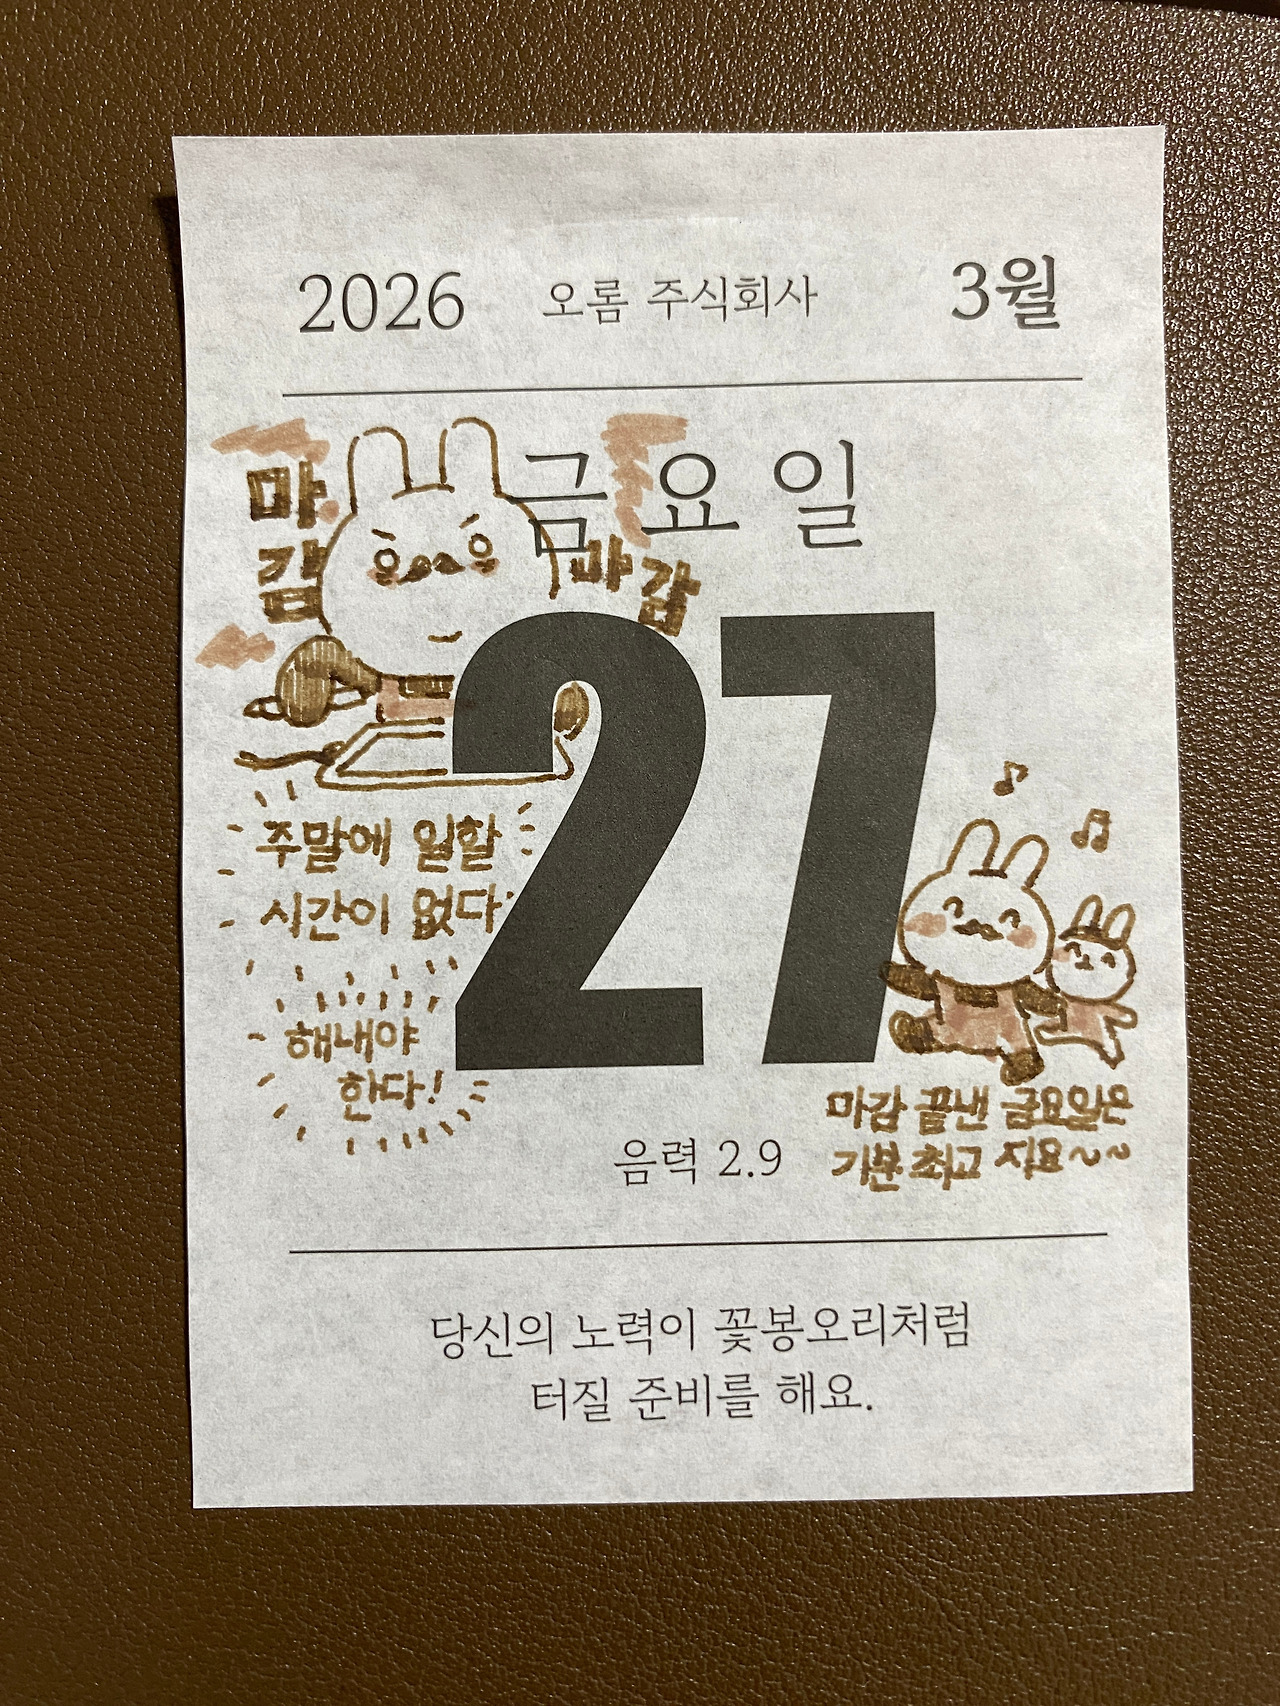 2026 오롬 주식회사 3월
금요일
마감
마감
27
주말에 일할
시간이 없다
해내야
한다!
마감 끝낸 금요일은
기분 최고 지용~~
음력 2.9
당신의 노력이 꽃봉오리처럼
터질 준비를 해요.